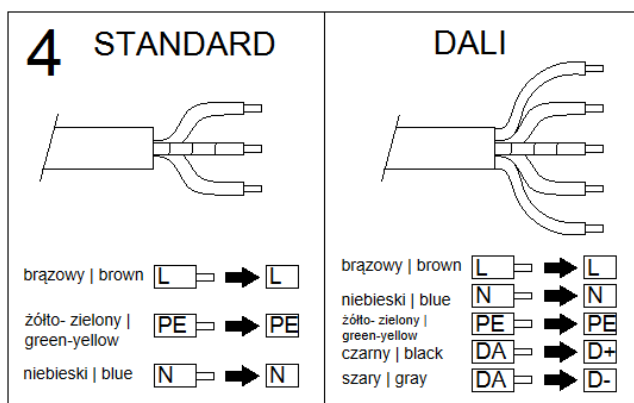 4 STANDARD
brązowy | brown L L
żółto- zielony |
green-yellow PE PE
niebieski | blue N N
DALI
brązowy | brown L L
niebieski | blue N N
żółto- zielony |
green-yellow PE PE
czarny | black DA D+
szary | gray DA D-